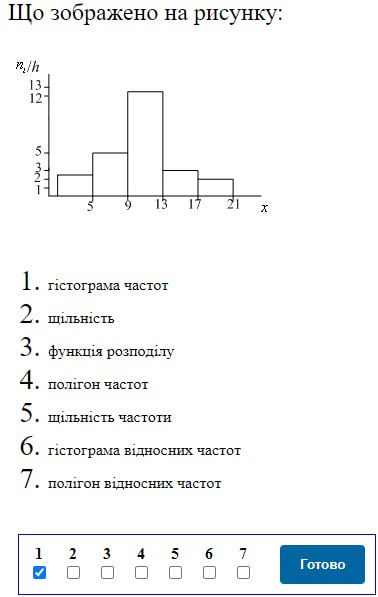 Що зображено на рисунку:
nᵢ/h
13
12
5
3
2
1
5 9 13 17 21 x
1. гістограма частот
2. щільність
3. функція розподілу
4. полігон частот
5. щільність частоти
6. гістограма відносних частот
7. полігон відносних частот
1 2 3 4 5 6 7
Готово